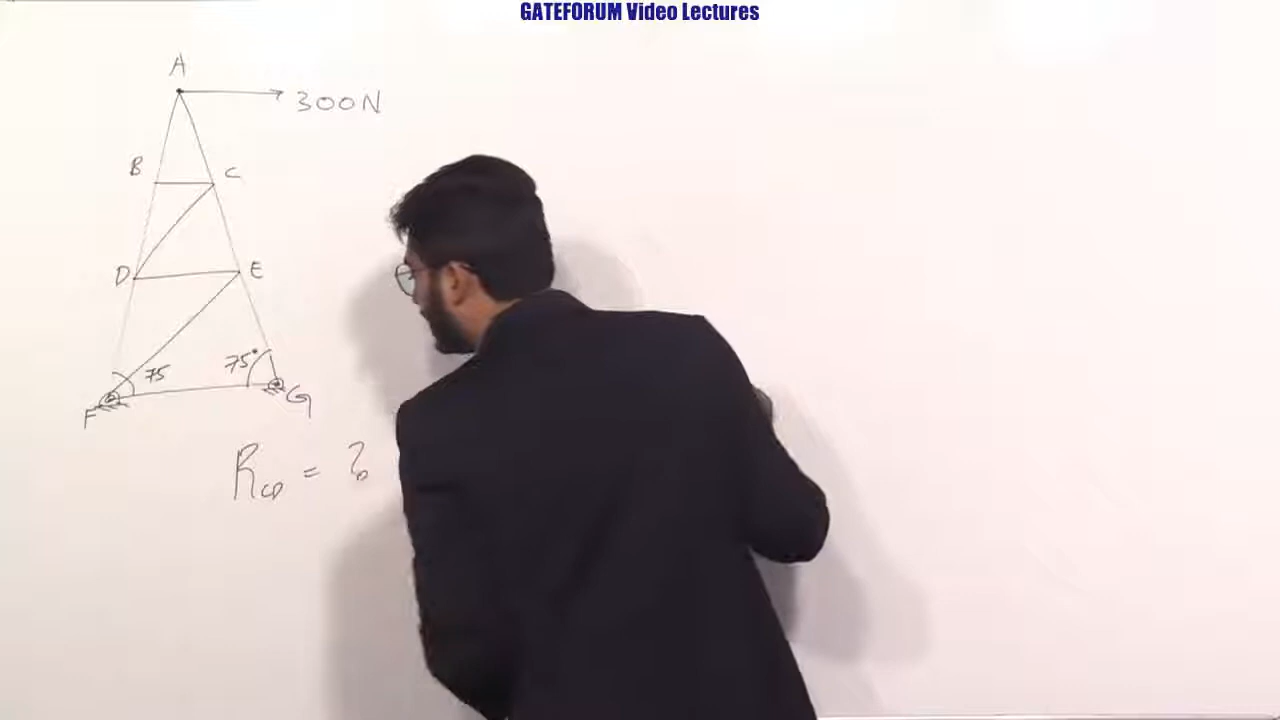 GATEFORUM Video Lectures
A
300N
B C
D E
75 75°
F G
R_CD = ?